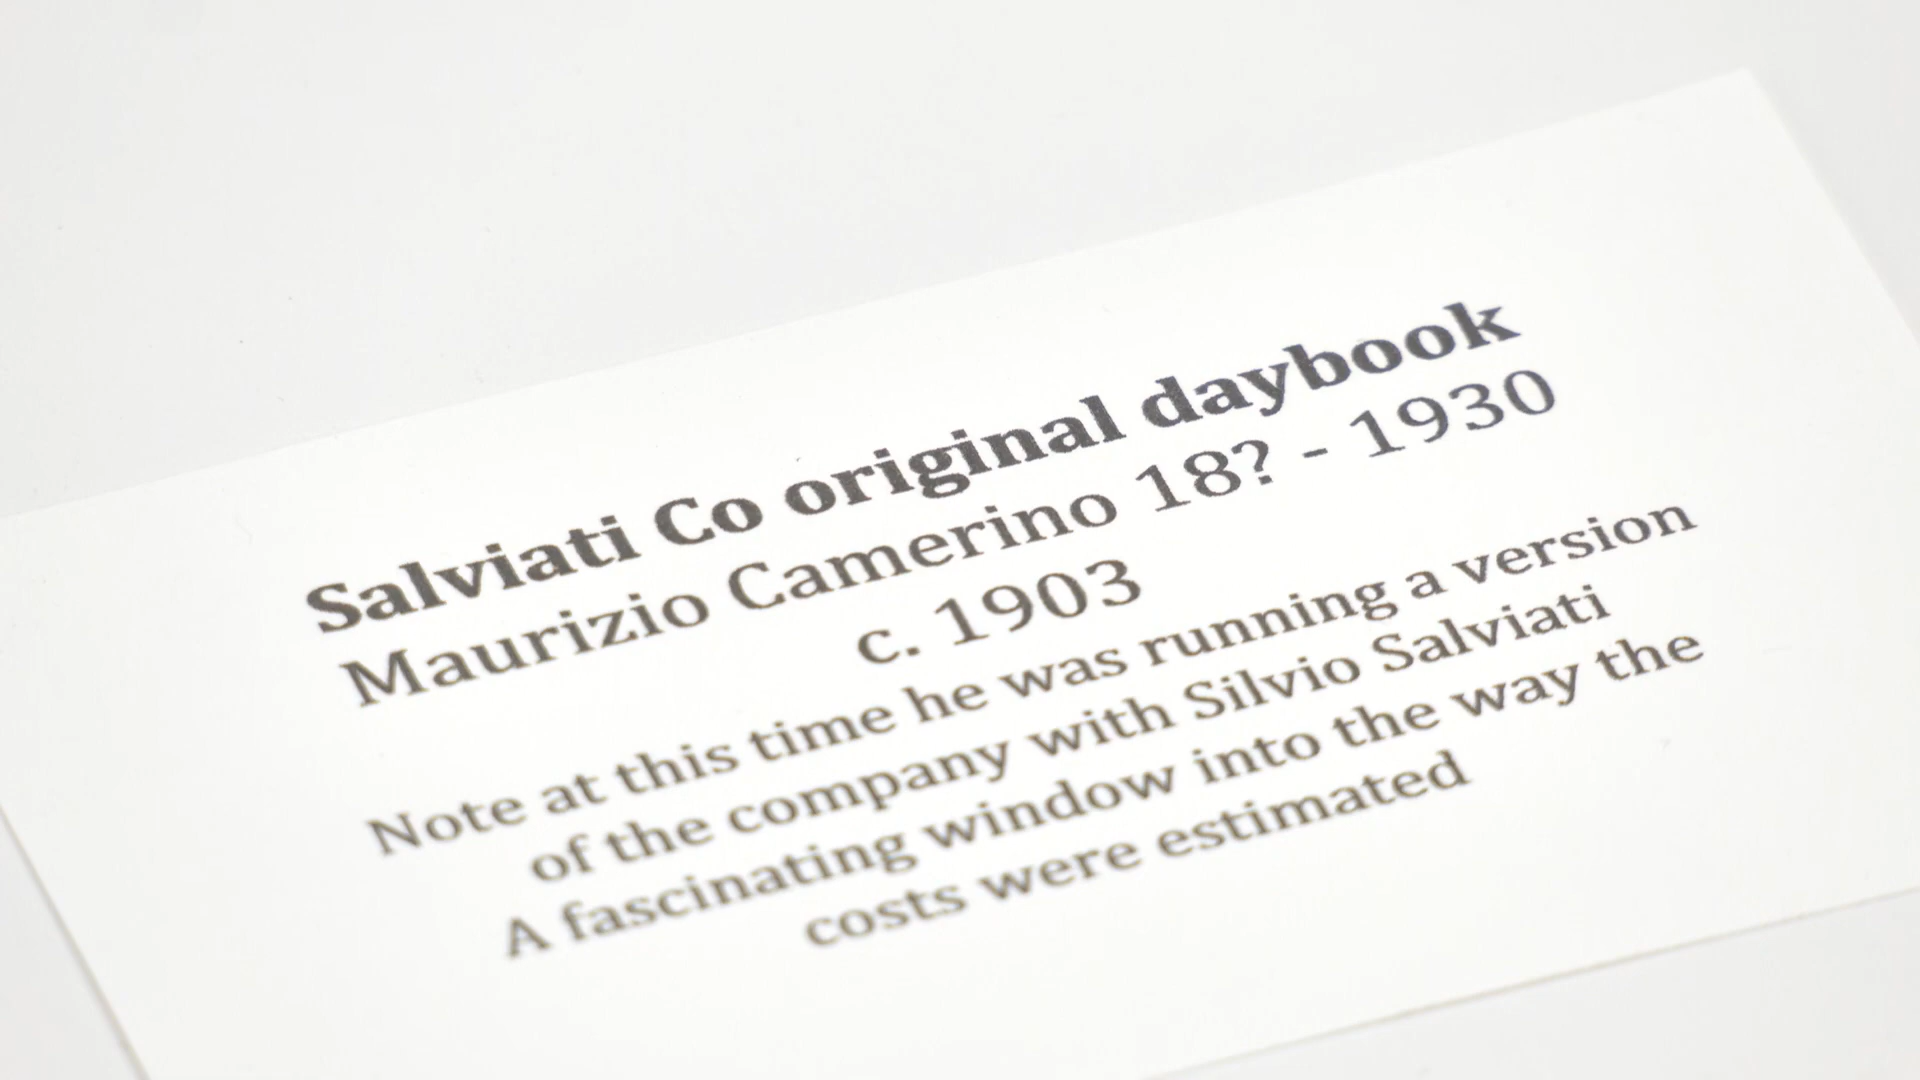 Salviati Co original daybook
Maurizio Camerino 18? - 1930
c. 1903
Note at this time he was running a version
of the company with Silvio Salviati
A fascinating window into the way the
costs were estimated